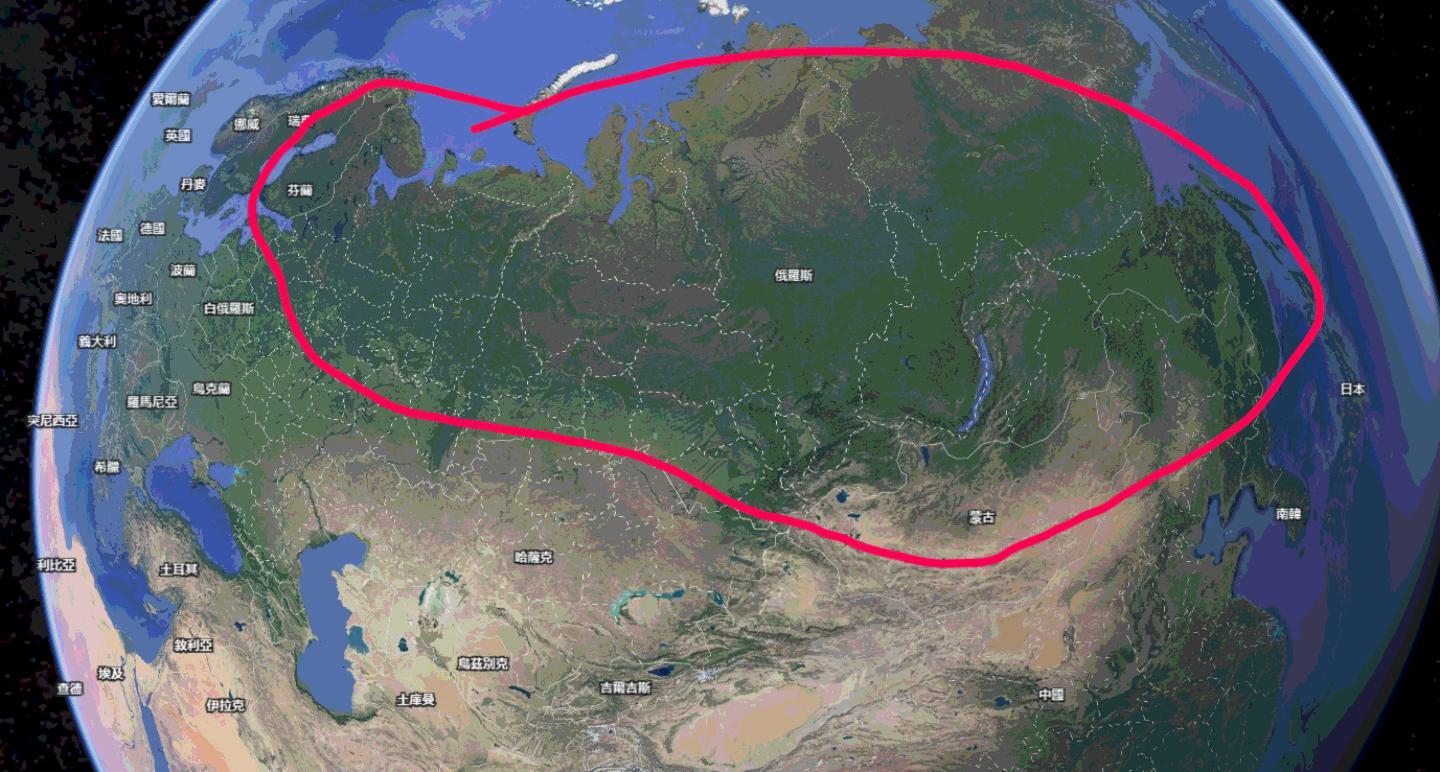 愛爾蘭
英國
挪威
瑞典
丹麥
芬蘭
法國
德國
波蘭
奧地利
白俄羅斯
俄羅斯
義大利
烏克蘭
羅馬尼亞
日本
突尼西亞
希臘
蒙古
南韓
利比亞
土耳其
哈薩克
敘利亞
烏茲別克
埃及
查德
伊拉克
土庫曼
吉爾吉斯
中國